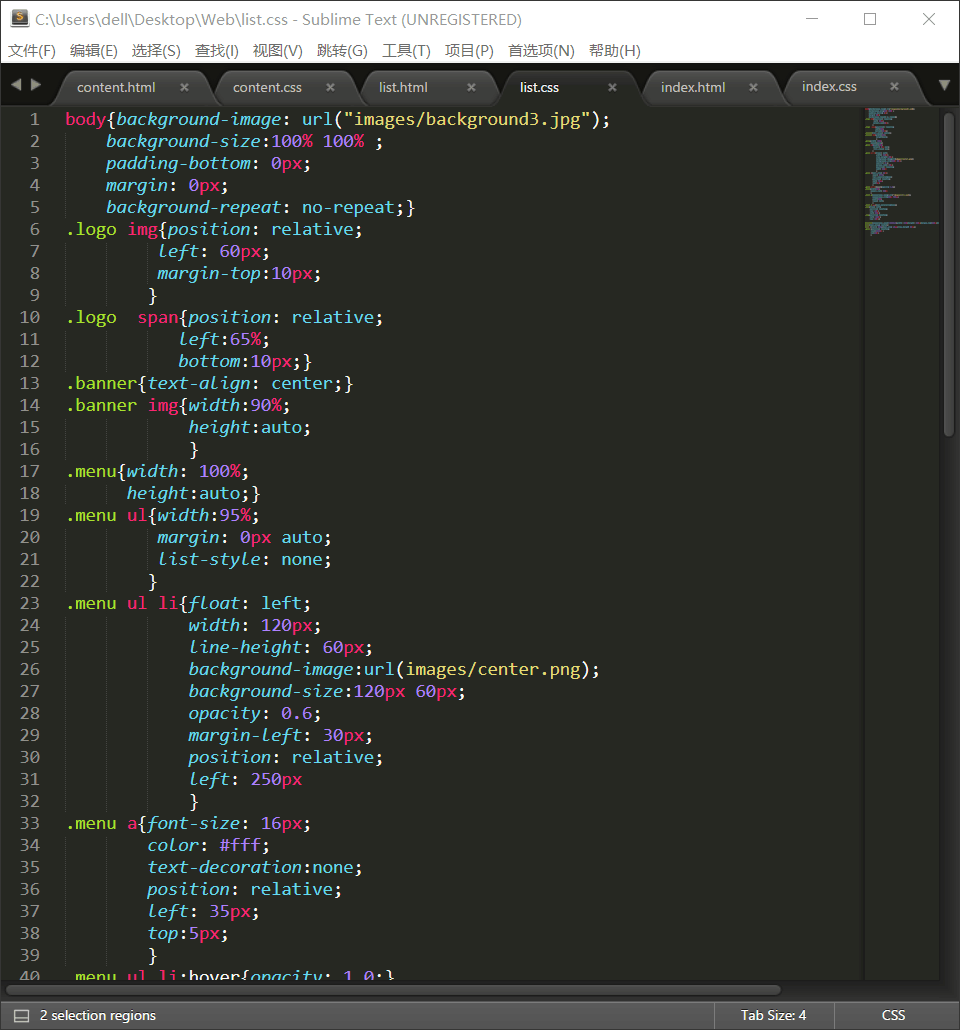 C:\Users\dell\Desktop\Web\list.css - Sublime Text (UNREGISTERED)
文件(F) 编辑(E) 选择(S) 查找(I) 视图(V) 跳转(G) 工具(T) 项目(P) 首选项(N) 帮助(H)
content.html × content.css × list.html × list.css × index.html × index.css ×
1 body{background-image: url("images/background3.jpg");
2 background-size:100% 100% ;
3 padding-bottom: 0px;
4 margin: 0px;
5 background-repeat: no-repeat;}
6 .logo img{position: relative;
7 left: 60px;
8 margin-top:10px;
9 }
10 .logo  span{position: relative;
11 left:65%;
12 bottom:10px;}
13 .banner{text-align: center;}
14 .banner img{width:90%;
15 height:auto;
16 }
17 .menu{width: 100%;
18 height:auto;}
19 .menu ul{width:95%;
20 margin: 0px auto;
21 list-style: none;
22 }
23 .menu ul li{float: left;
24 width: 120px;
25 line-height: 60px;
26 background-image:url(images/center.png);
27 background-size:120px 60px;
28 opacity: 0.6;
29 margin-left: 30px;
30 position: relative;
31 left: 250px
32 }
33 .menu a{font-size: 16px;
34 color: #fff;
35 text-decoration:none;
36 position: relative;
37 left: 35px;
38 top:5px;
39 }
40 .menu ul li:hover{opacity: 1.0;}
2 selection regions Tab Size: 4 CSS